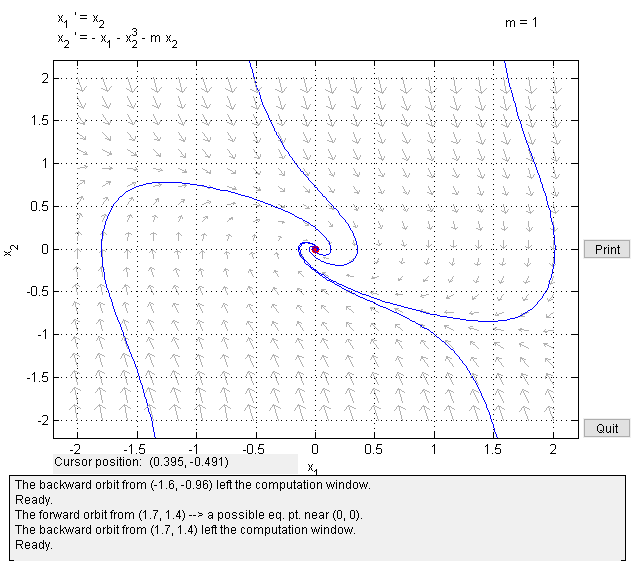 x₁ ' = x₂
x₂ ' = - x₁ - x₂³ - m x₂
m = 1
2
1.5
1
0.5
0
-0.5
-1
-1.5
-2
x₂
-2 -1.5 -1 -0.5 0 0.5 1 1.5 2
x₁
Print
Quit
Cursor position: (0.395, -0.491)
The backward orbit from (-1.6, -0.96) left the computation window.
Ready.
The forward orbit from (1.7, 1.4) --> a possible eq. pt. near (0, 0).
The backward orbit from (1.7, 1.4) left the computation window.
Ready.